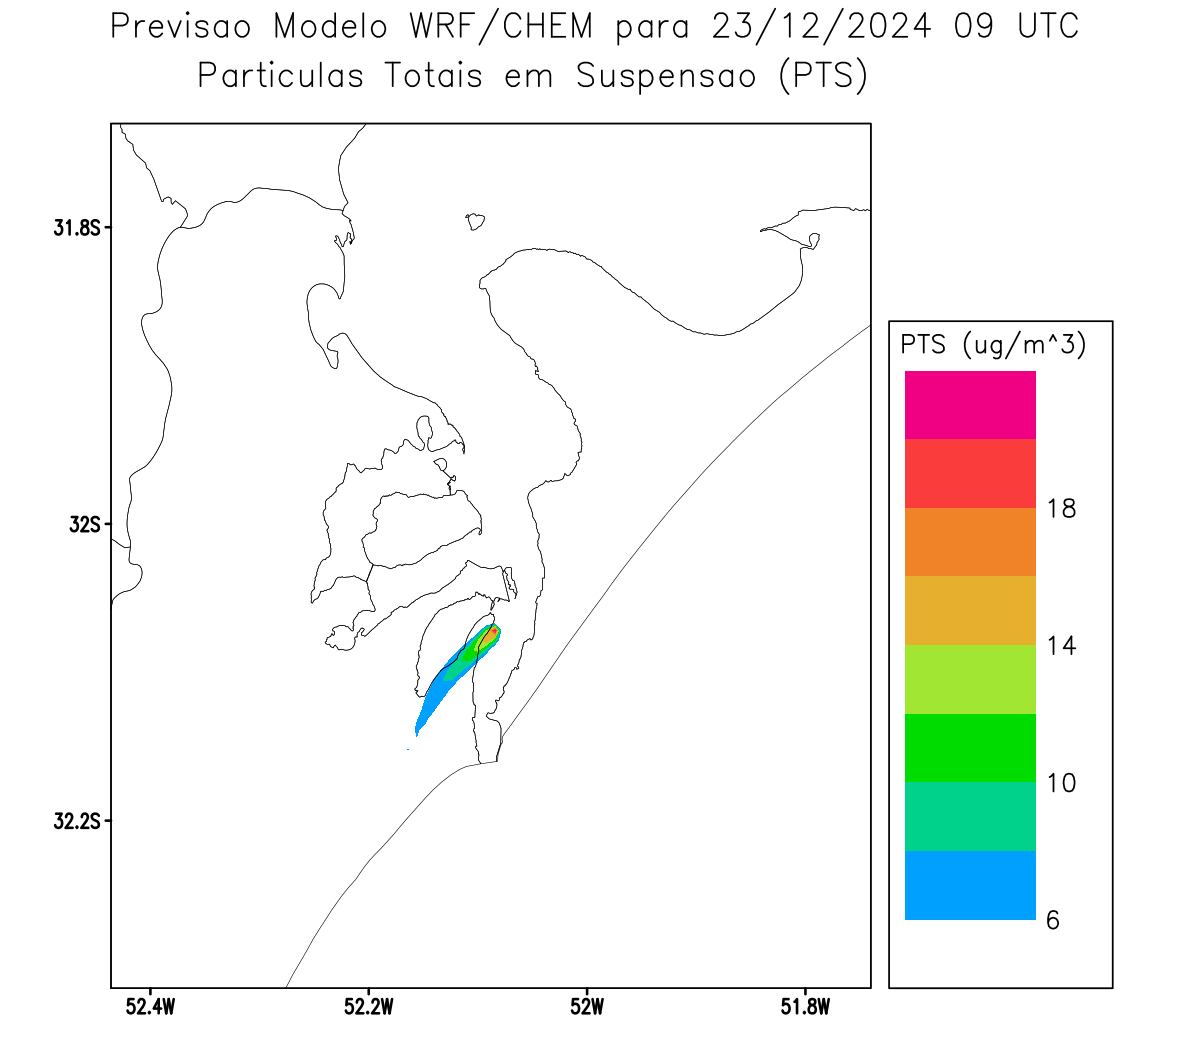 Previsao Modelo WRF/CHEM para 23/12/2024 09 UTC
Particulas Totais em Suspensao (PTS)
31.8S
32S
32.2S
52.4W
52.2W
52W
51.8W
PTS (ug/m^3)
18
14
10
6